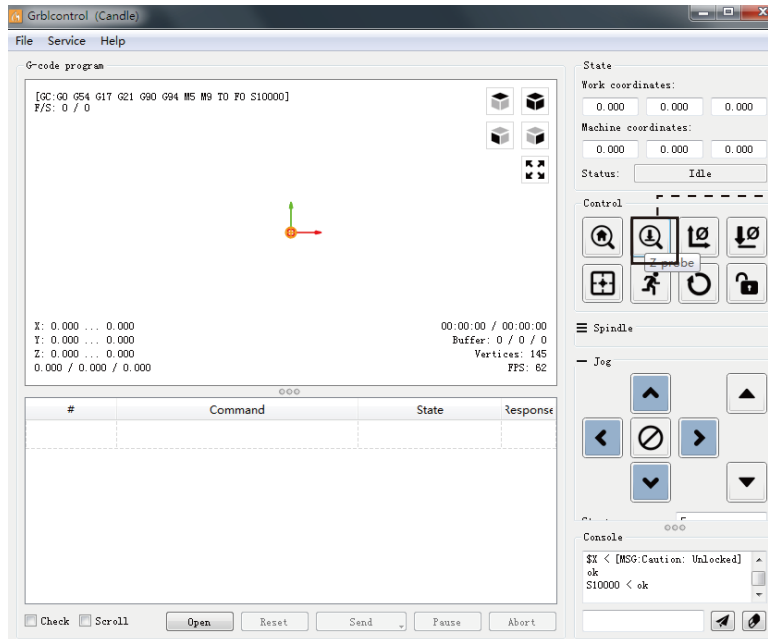 Grblcontrol (Candle)
File Service Help
G-code program
[GC:G0 G54 G17 G21 G90 G94 M5 M9 T0 F0 S10000]
F/S: 0 / 0
X: 0.000 ... 0.000
Y: 0.000 ... 0.000
Z: 0.000 ... 0.000
0.000 / 0.000 / 0.000
00:00:00 / 00:00:00
Buffer: 0 / 0 / 0
Vertices: 145
FPS: 62
# Command State Response
Check Scroll Open Reset Send Pause Abort
State
Work coordinates:
0.000 0.000 0.000
Machine coordinates:
0.000 0.000 0.000
Status: Idle
Control
Z-probe
Spindle
Jog
Console
$X < [MSG:Caution: Unlocked]
ok
S10000 < ok